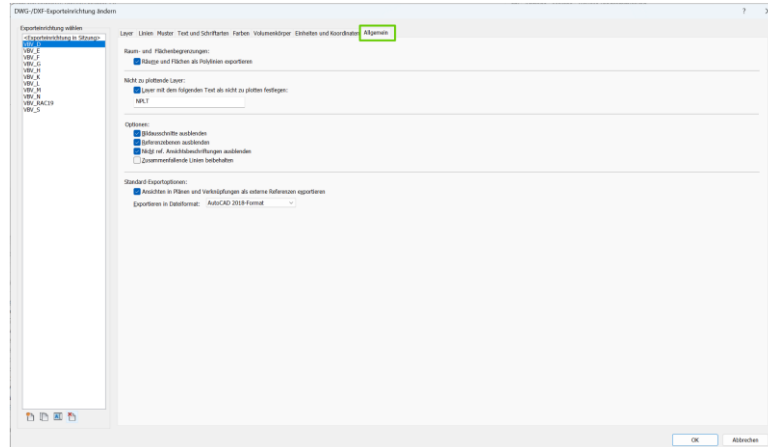 DWG-/DXF-Exporteinrichtung ändern
?
Exporteinrichtung wählen
<Exporteinrichtung in Sitzung>
VBV_D
VBV_E
VBV_F
VBV_G
VBV_H
VBV_K
VBV_L
VBV_M
VBV_N
VBV_RAC19
VBV_S
Layer Linien Muster Text und Schriftarten Farben Volumenkörper Einheiten und Koordinaten Allgemein
Raum- und Flächenbegrenzungen:
Räume und Flächen als Polylinien exportieren
Nicht zu plottende Layer:
Layer mit dem folgenden Text als nicht zu plotten festlegen:
NPLT
Optionen:
Bildausschnitte ausblenden
Referenzebenen ausblenden
Nicht ref. Ansichtsbeschriftungen ausblenden
Zusammenfallende Linien beibehalten
Standard-Exportoptionen:
Ansichten in Plänen und Verknüpfungen als externe Referenzen exportieren
Exportieren in Dateiformat: AutoCAD 2018-Format
OK Abbrechen